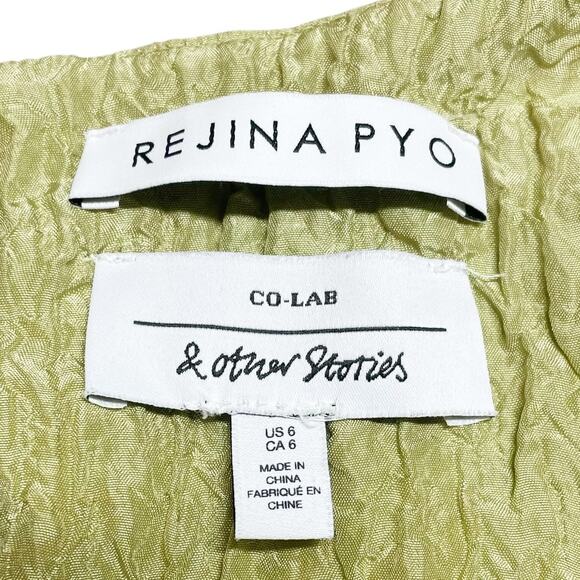 REJINA PYO
CO-LAB
& other Stories
US 6
CA 6
MADE IN
CHINA
FABRIQUÉ EN
CHINE